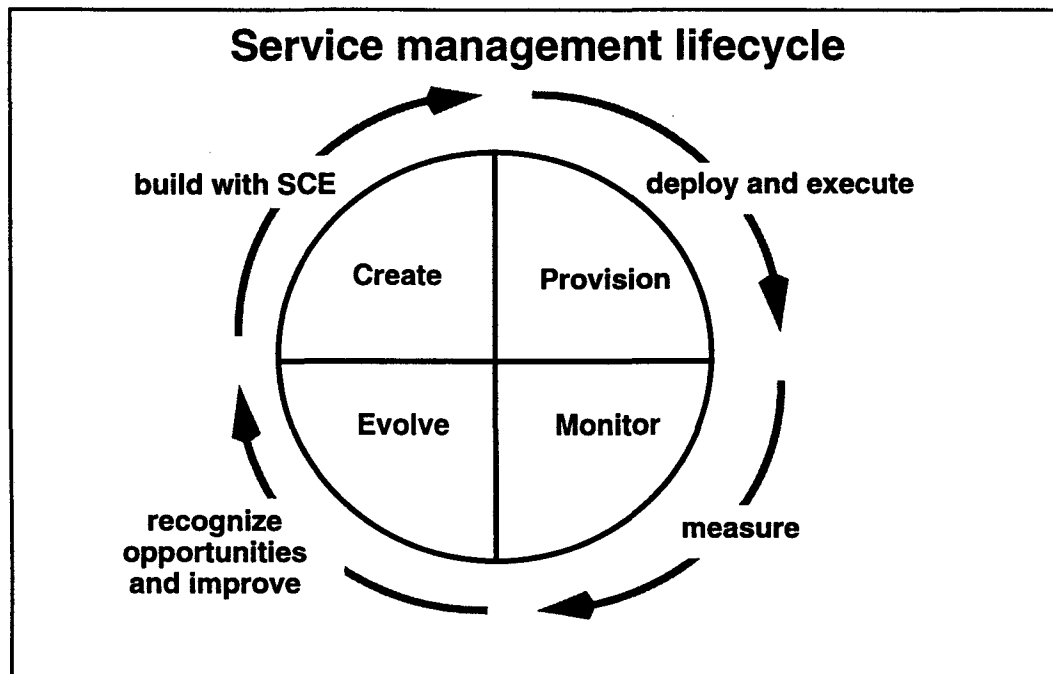 Service management lifecycle
build with SCE
deploy and execute
Create
Provision
Evolve
Monitor
recognize
opportunities
and improve
measure